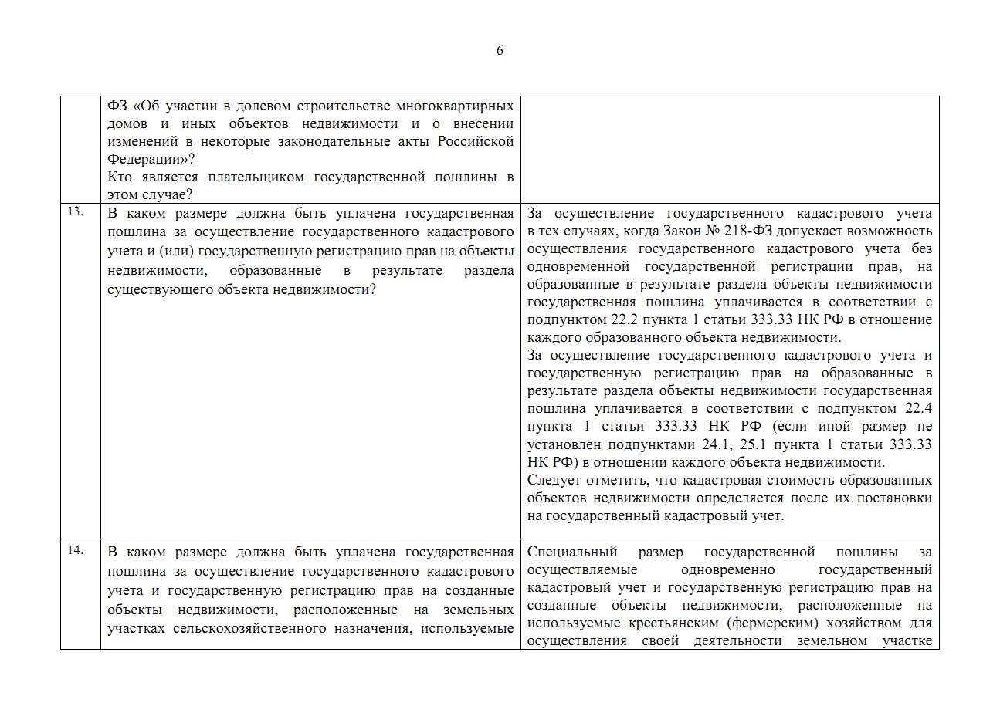 6
ФЗ «Об участии в долевом строительстве многоквартирных
домов и иных объектов недвижимости и о внесении
изменений в некоторые законодательные акты Российской
Федерации»?
Кто является плательщиком государственной пошлины в
этом случае?
13.
В каком размере должна быть уплачена государственная
пошлина за осуществление государственного кадастрового
учета и (или) государственную регистрацию прав на объекты
недвижимости, образованные в результате раздела
существующего объекта недвижимости?
За осуществление государственного кадастрового учета
в тех случаях, когда Закон № 218-ФЗ допускает возможность
осуществления государственного кадастрового учета без
одновременной государственной регистрации прав, на
образованные в результате раздела объекты недвижимости
государственная пошлина уплачивается в соответствии с
подпунктом 22.2 пункта 1 статьи 333.33 НК РФ в отношение
каждого образованного объекта недвижимости.
За осуществление государственного кадастрового учета и
государственную регистрацию прав на образованные в
результате раздела объекты недвижимости государственная
пошлина уплачивается в соответствии с подпунктом 22.4
пункта 1 статьи 333.33 НК РФ (если иной размер не
установлен подпунктами 24.1, 25.1 пункта 1 статьи 333.33
НК РФ) в отношении каждого объекта недвижимости.
Следует отметить, что кадастровая стоимость образованных
объектов недвижимости определяется после их постановки
на государственный кадастровый учет.
14.
В каком размере должна быть уплачена государственная
пошлина за осуществление государственного кадастрового
учета и государственную регистрацию прав на созданные
объекты недвижимости, расположенные на земельных
участках сельскохозяйственного назначения, используемые
Специальный размер государственной пошлины за
осуществляемые одновременно государственный
кадастровый учет и государственную регистрацию прав на
созданные объекты недвижимости, расположенные на
используемые крестьянским (фермерским) хозяйством для
осуществления своей деятельности земельном участке